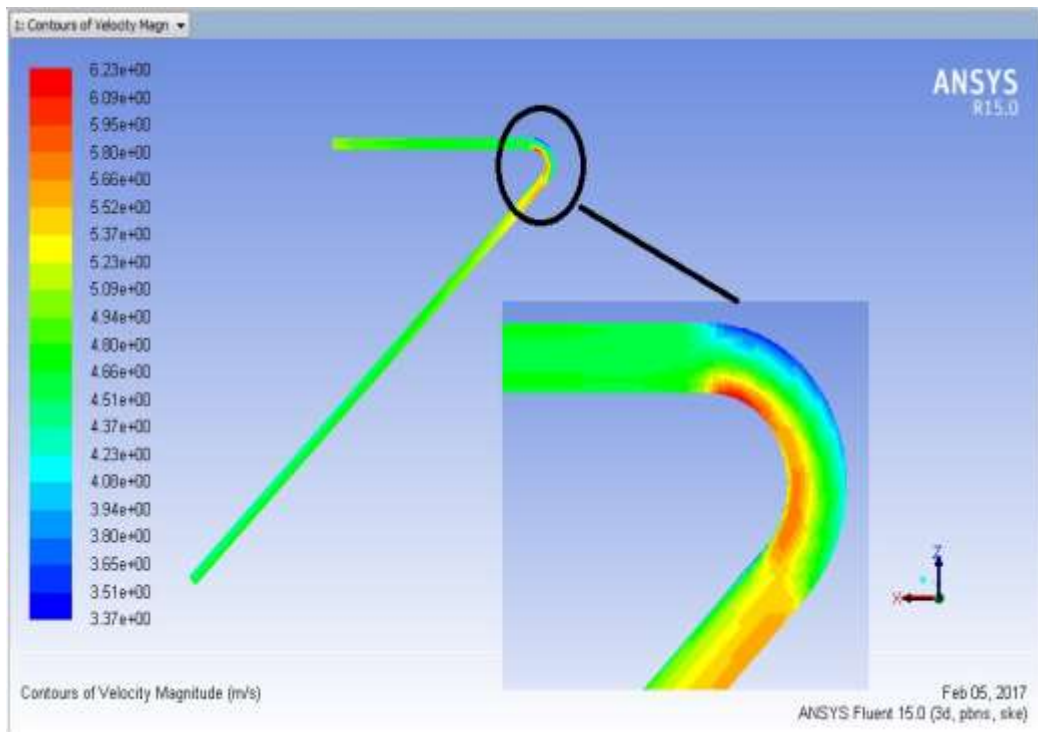 1: Contours of Velocity Magn
ANSYS
R15.0
6.23e+00
6.09e+00
5.95e+00
5.80e+00
5.66e+00
5.52e+00
5.37e+00
5.23e+00
5.09e+00
4.94e+00
4.80e+00
4.66e+00
4.51e+00
4.37e+00
4.23e+00
4.08e+00
3.94e+00
3.80e+00
3.65e+00
3.51e+00
3.37e+00
Z
X
Contours of Velocity Magnitude (m/s)
Feb 05, 2017
ANSYS Fluent 15.0 (3d, pbns, ske)